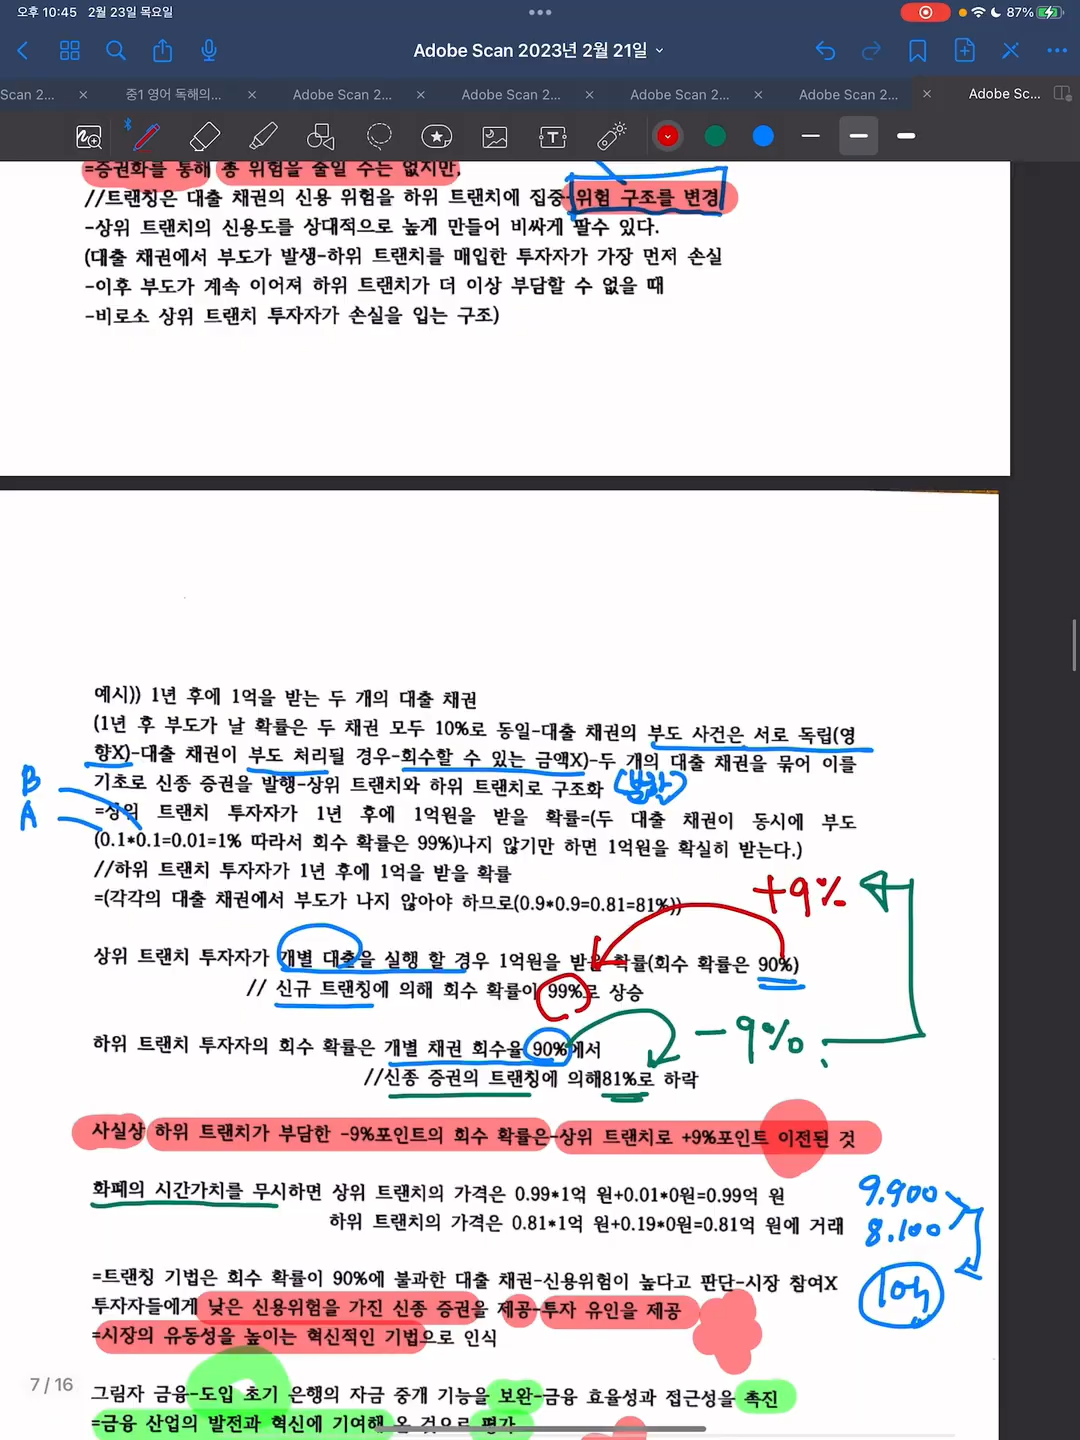 오후 10:45 2월 23일 목요일
87%
Adobe Scan 2023년 2월 21일
Scan 2... × 중1 영어 독해의... × Adobe Scan 2... × Adobe Scan 2... × Adobe Scan 2... × Adobe Scan 2... × Adobe Sc...
=증권화를 통해 총 위험을 줄일 수는 없지만,
//트랜칭은 대출 채권의 신용 위험을 하위 트랜치에 집중-위험 구조를 변경
-상위 트랜치의 신용도를 상대적으로 높게 만들어 비싸게 팔수 있다.
(대출 채권에서 부도가 발생-하위 트랜치를 매입한 투자자가 가장 먼저 손실
-이후 부도가 계속 이어져 하위 트랜치가 더 이상 부담할 수 없을 때
-비로소 상위 트랜치 투자자가 손실을 입는 구조)
예시)) 1년 후에 1억을 받는 두 개의 대출 채권
(1년 후 부도가 날 확률은 두 채권 모두 10%로 동일-대출 채권의 부도 사건은 서로 독립(영
향X)-대출 채권이 부도 처리될 경우-회수할 수 있는 금액X)-두 개의 대출 채권을 묶어 이를
기초로 신종 증권을 발행-상위 트랜치와 하위 트랜치로 구조화
B
=상위 트랜치 투자자가 1년 후에 1억원을 받을 확률=(두 대출 채권이 동시에 부도
A
(0.1*0.1=0.01=1% 따라서 회수 확률은 99%)나지 않기만 하면 1억원을 확실히 받는다.)
//하위 트랜치 투자자가 1년 후에 1억을 받을 확률
+9%
=(각각의 대출 채권에서 부도가 나지 않아야 하므로(0.9*0.9=0.81=81%))
상위 트랜치 투자자가 개별 대출을 실행 할 경우 1억원을 받을 확률(회수 확률은 90%)
// 신규 트랜칭에 의해 회수 확률이 99%로 상승
-9%
하위 트랜치 투자자의 회수 확률은 개별 채권 회수율 90%에서
//신종 증권의 트랜칭에 의해81%로 하락
사실상 하위 트랜치가 부담한 -9%포인트의 회수 확률은-상위 트랜치로 +9%포인트 이전된 것
화폐의 시간가치를 무시하면 상위 트랜치의 가격은 0.99*1억 원+0.01*0원=0.99억 원
9.900
하위 트랜치의 가격은 0.81*1억 원+0.19*0원=0.81억 원에 거래
8.100
=트랜칭 기법은 회수 확률이 90%에 불과한 대출 채권-신용위험이 높다고 판단-시장 참여X
투자자들에게 낮은 신용위험을 가진 신종 증권을 제공-투자 유인을 제공
=시장의 유동성을 높이는 혁신적인 기법으로 인식
7 / 16
그림자 금융-도입 초기 은행의 자금 중개 기능을 보완-금융 효율성과 접근성을 촉진
=금융 산업의 발전과 혁신에 기여해 온 것으로 평가